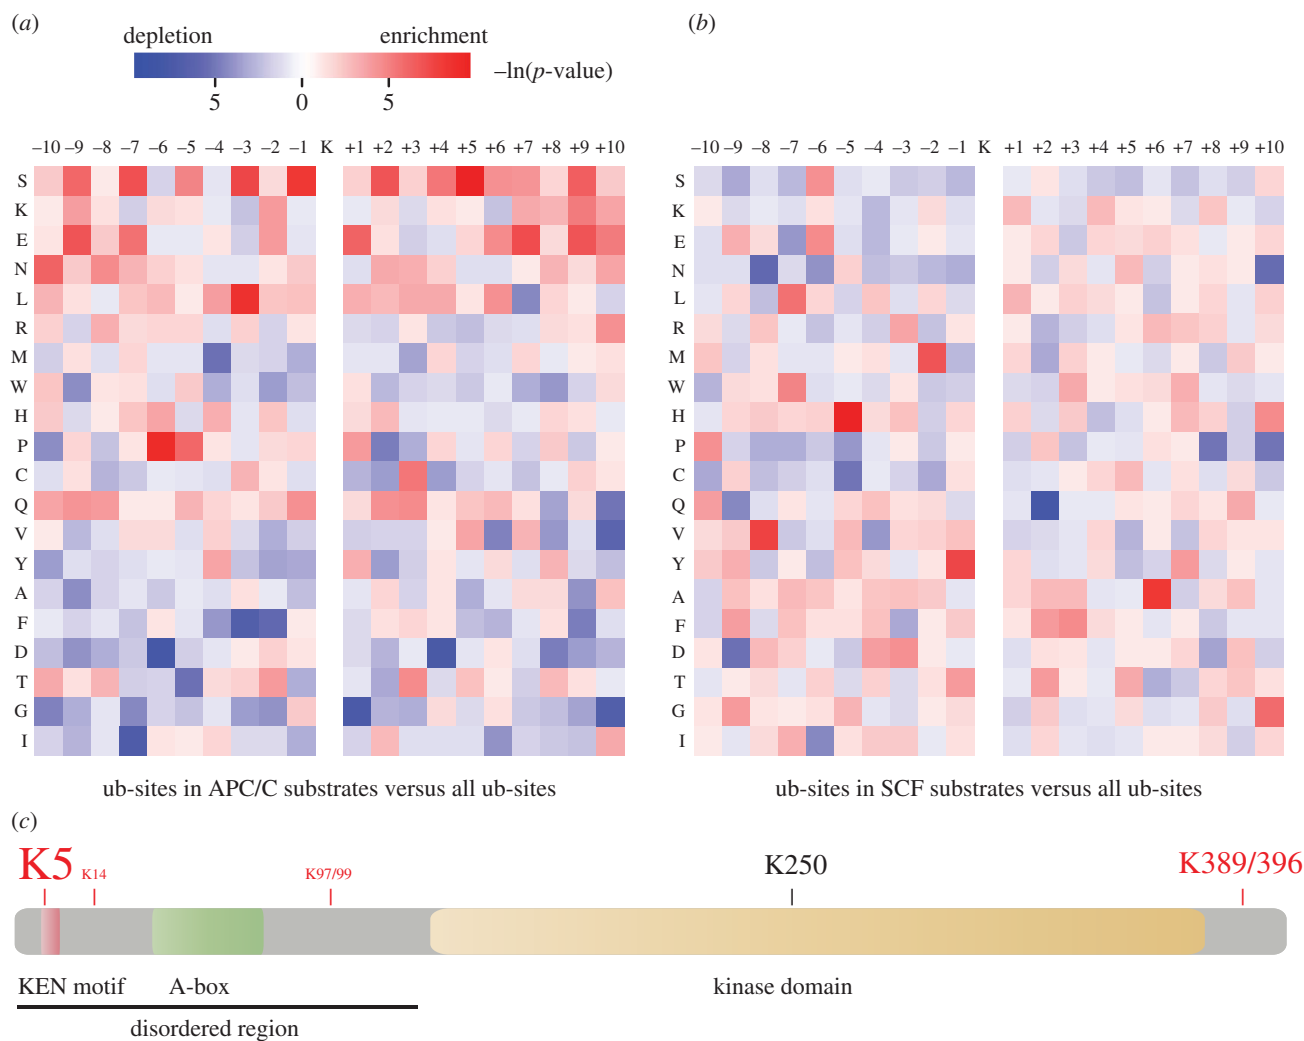 (a)
(b)
depletion enrichment
–ln(p-value)
5 0 5
–10 –9 –8 –7 –6 –5 –4 –3 –2 –1 K +1 +2 +3 +4 +5 +6 +7 +8 +9 +10
S
K
E
N
L
R
M
W
H
P
C
Q
V
Y
A
F
D
T
G
I
ub-sites in APC/C substrates versus all ub-sites
–10 –9 –8 –7 –6 –5 –4 –3 –2 –1 K +1 +2 +3 +4 +5 +6 +7 +8 +9 +10
S
K
E
N
L
R
M
W
H
P
C
Q
V
Y
A
F
D
T
G
I
ub-sites in SCF substrates versus all ub-sites
(c)
K5 K14 K97/99 K250 K389/396
KEN motif A-box kinase domain
disordered region